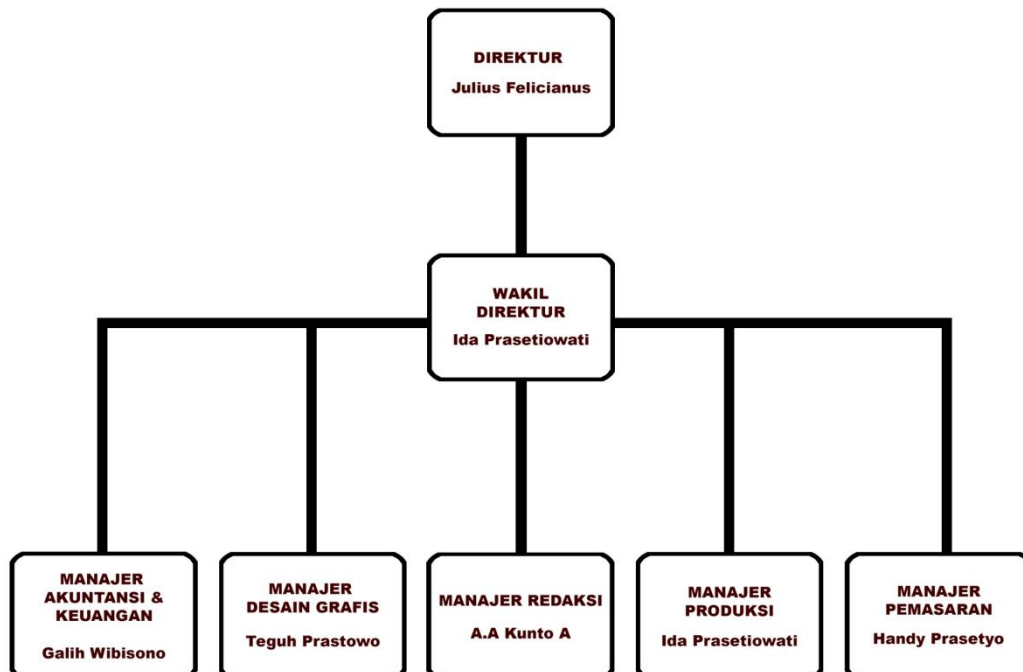 DIREKTUR
Julius Felicianus
WAKIL
DIREKTUR
Ida Prasetiowati
MANAJER
AKUNTANSI &
KEUANGAN
Galih Wibisono
MANAJER
DESAIN GRAFIS
Teguh Prastowo
MANAJER REDAKSI
A.A Kunto A
MANAJER
PRODUKSI
Ida Prasetiowati
MANAJER
PEMASARAN
Handy Prasetyo